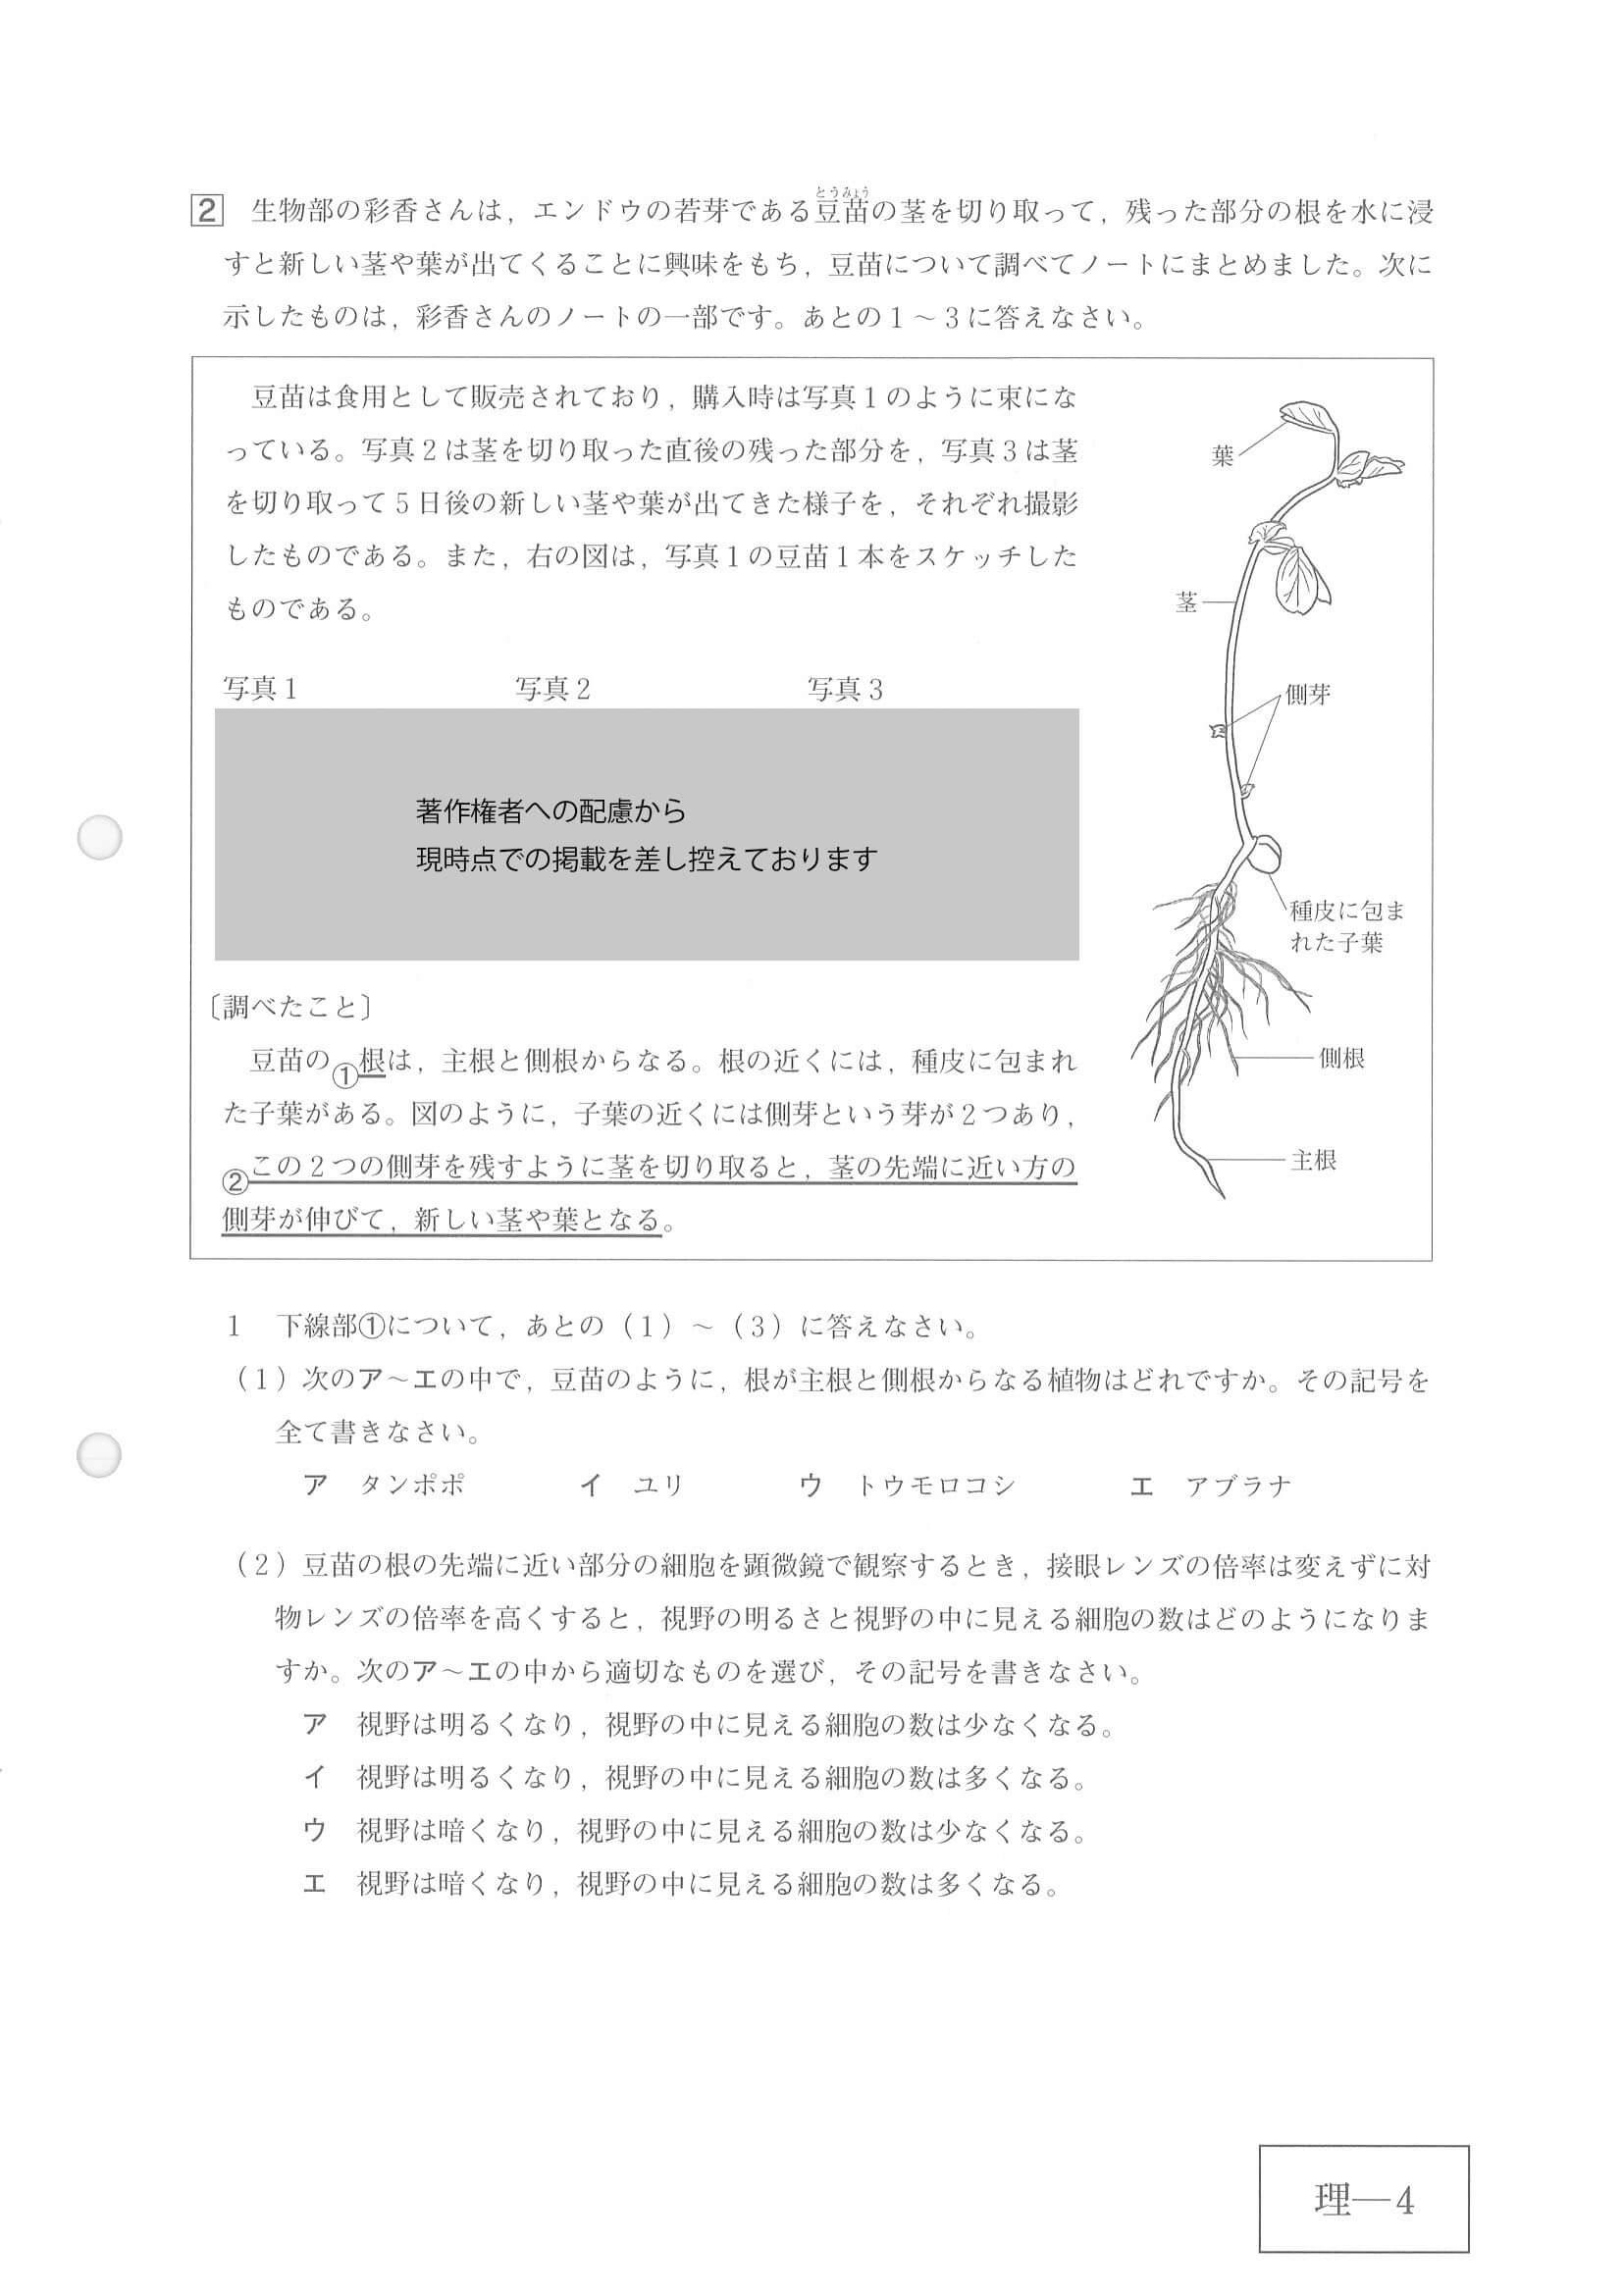 2 生物部の彩香さんは，エンドウの若芽である豆苗の茎を切り取って，残った部分の根を水に浸
とうみょう
すと新しい茎や葉が出てくることに興味をもち，豆苗について調べてノートにまとめました。次に
示したものは，彩香さんのノートの一部です。あとの１～３に答えなさい。
豆苗は食用として販売されており，購入時は写真１のように束にな
っている。写真２は茎を切り取った直後の残った部分を，写真３は茎
を切り取って５日後の新しい茎や葉が出てきた様子を，それぞれ撮影
したものである。また，右の図は，写真１の豆苗１本をスケッチした
ものである。
写真１ 写真２ 写真３
著作権者への配慮から
現時点での掲載を差し控えております
葉
茎
側芽
種皮に包ま
れた子葉
側根
主根
〔調べたこと〕
豆苗の①根は，主根と側根からなる。根の近くには，種皮に包まれ
た子葉がある。図のように，子葉の近くには側芽という芽が２つあり，
②この２つの側芽を残すように茎を切り取ると，茎の先端に近い方の
側芽が伸びて，新しい茎や葉となる。
１ 下線部①について，あとの（１）～（３）に答えなさい。
（１）次のア～エの中で，豆苗のように，根が主根と側根からなる植物はどれですか。その記号を
全て書きなさい。
ア タンポポ イ ユリ ウ トウモロコシ エ アブラナ
（２）豆苗の根の先端に近い部分の細胞を顕微鏡で観察するとき，接眼レンズの倍率は変えずに対
物レンズの倍率を高くすると，視野の明るさと視野の中に見える細胞の数はどのようになりま
すか。次のア～エの中から適切なものを選び，その記号を書きなさい。
ア 視野は明るくなり，視野の中に見える細胞の数は少なくなる。
イ 視野は明るくなり，視野の中に見える細胞の数は多くなる。
ウ 視野は暗くなり，視野の中に見える細胞の数は少なくなる。
エ 視野は暗くなり，視野の中に見える細胞の数は多くなる。
理―４